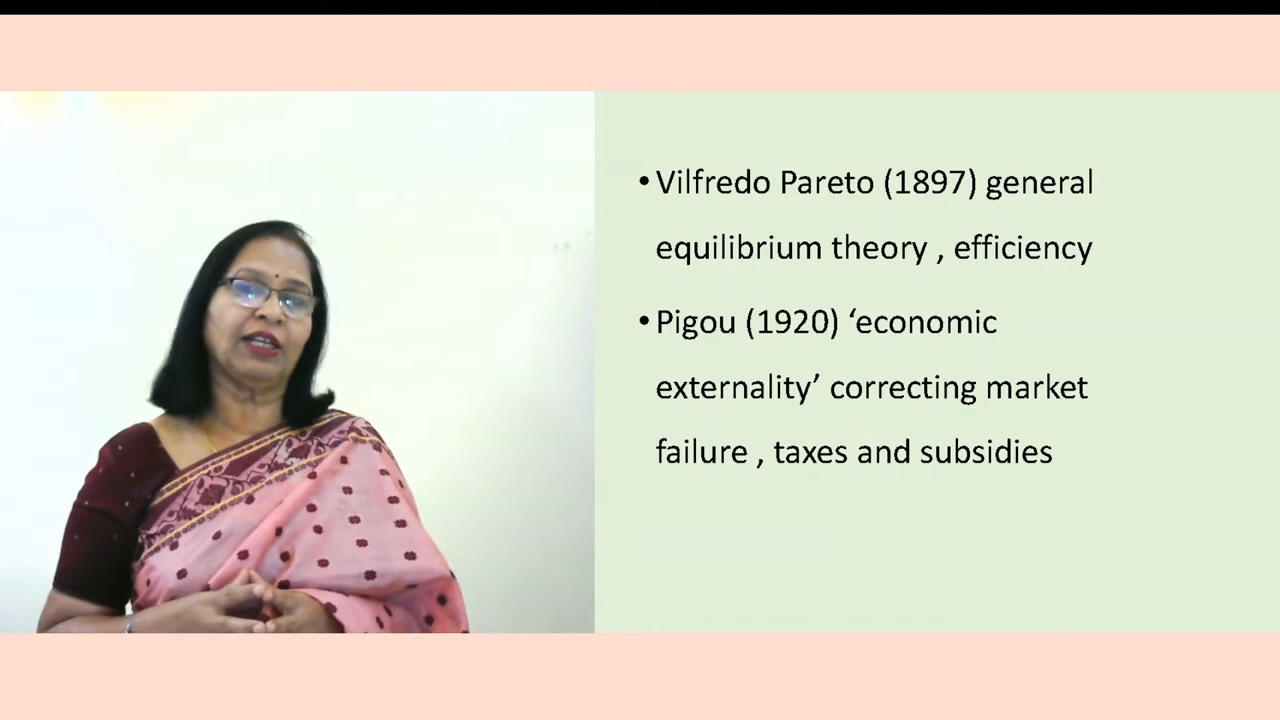 •Vilfredo Pareto (1897) general
equilibrium theory , efficiency
•Pigou (1920) ‘economic
externality’ correcting market
failure , taxes and subsidies